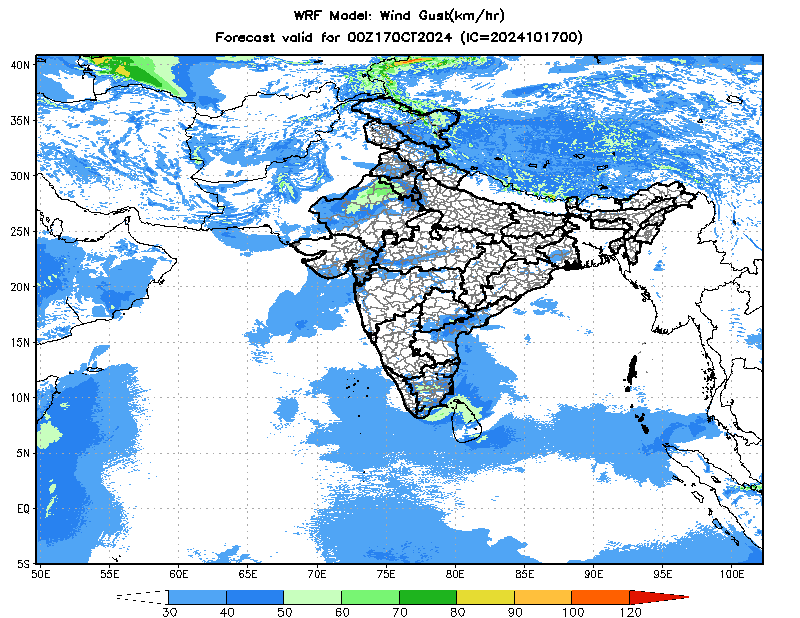 WRF Model: Wind Gust(km/hr)
Forecast valid for 00Z17OCT2024 (IC=2024101700)
40N
35N
30N
25N
20N
15N
10N
5N
EQ
5S
50E 55E 60E 65E 70E 75E 80E 85E 90E 95E 100E
30 40 50 60 70 80 90 100 120